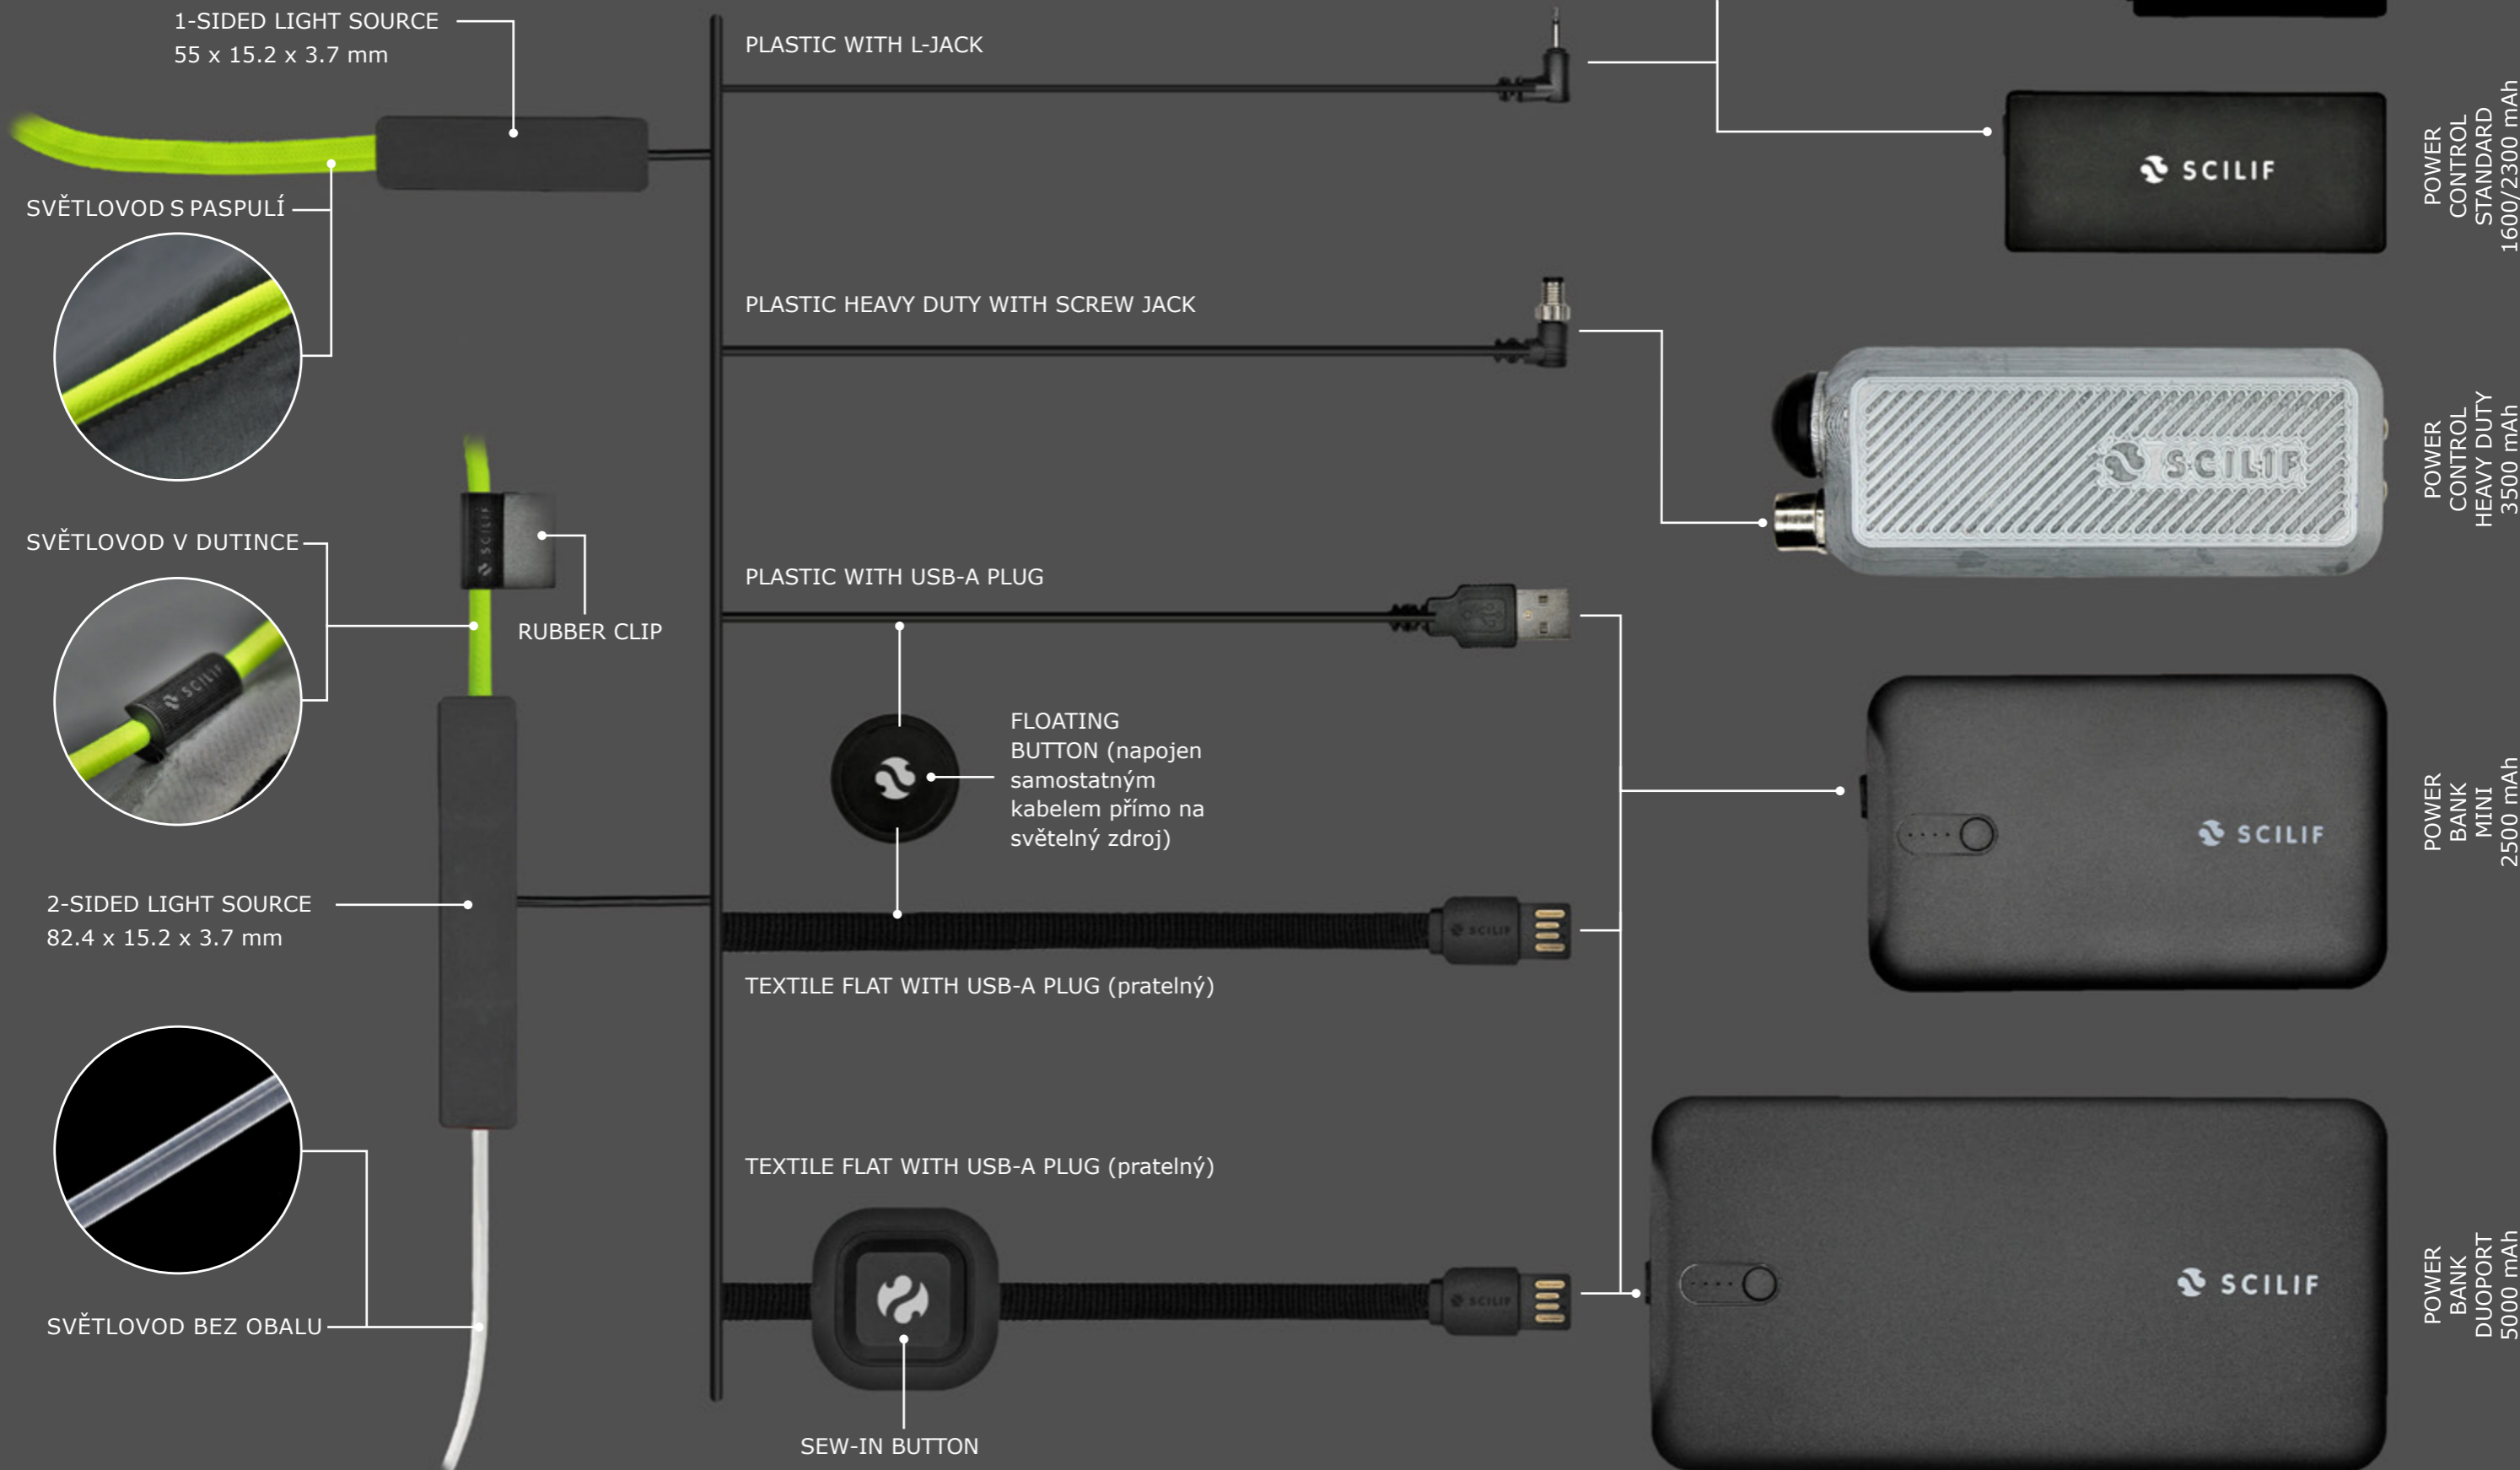 1-SIDED LIGHT SOURCE
55 x 15.2 x 3.7 mm
SVĚTLOVOD S PASPULÍ
SVĚTLOVOD V DUTINCE
SCILIF
SCILIF
RUBBER CLIP
2-SIDED LIGHT SOURCE
82.4 x 15.2 x 3.7 mm
SVĚTLOVOD BEZ OBALU
PLASTIC WITH L-JACK
PLASTIC HEAVY DUTY WITH SCREW JACK
PLASTIC WITH USB-A PLUG
FLOATING
BUTTON (napojen
samostatným
kabelem přímo na
světelný zdroj)
SCILIF
TEXTILE FLAT WITH USB-A PLUG (pratelný)
TEXTILE FLAT WITH USB-A PLUG (pratelný)
SCILIF
SEW-IN BUTTON
SCILIF
POWER
CONTROL
STANDARD
1600/2300 mAh
SCILIF
POWER
CONTROL
HEAVY DUTY
3500 mAh
SCILIF
POWER
BANK
MINI
2500 mAh
SCILIF
POWER
BANK
DUOPORT
5000 mAh